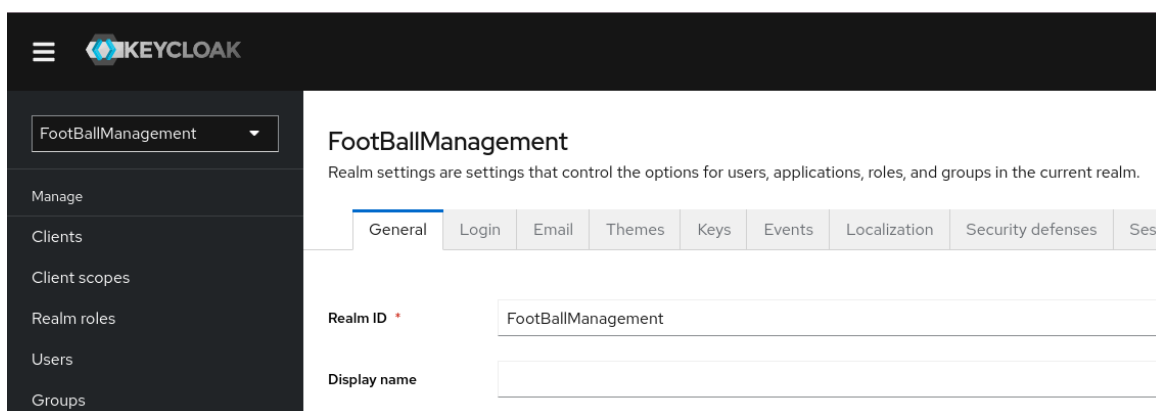 KEYCLOAK
FootBallManagement
Manage
Clients
Client scopes
Realm roles
Users
Groups
FootBallManagement
Realm settings are settings that control the options for users, applications, roles, and groups in the current realm.
General Login Email Themes Keys Events Localization Security defenses Ses
Realm ID * FootBallManagement
Display name